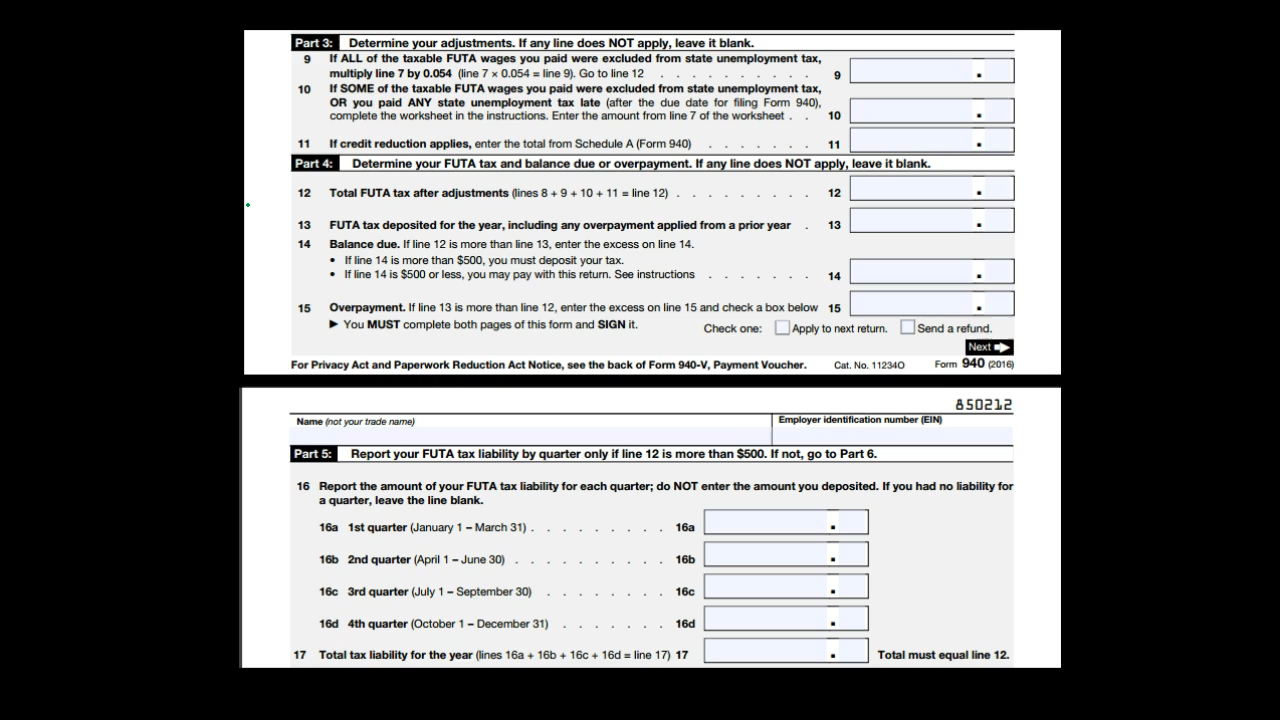 Part 3: Determine your adjustments. If any line does NOT apply, leave it blank.
9 If ALL of the taxable FUTA wages you paid were excluded from state unemployment tax,
multiply line 7 by 0.054 (line 7 × 0.054 = line 9). Go to line 12 . . . . . . . . . . 9 .
10 If SOME of the taxable FUTA wages you paid were excluded from state unemployment tax,
OR you paid ANY state unemployment tax late (after the due date for filing Form 940),
complete the worksheet in the instructions. Enter the amount from line 7 of the worksheet . . 10 .
11 If credit reduction applies, enter the total from Schedule A (Form 940) . . . . . . . 11 .
Part 4: Determine your FUTA tax and balance due or overpayment. If any line does NOT apply, leave it blank.
12 Total FUTA tax after adjustments (lines 8 + 9 + 10 + 11 = line 12) . . . . . . . . . 12 .
13 FUTA tax deposited for the year, including any overpayment applied from a prior year . 13 .
14 Balance due. If line 12 is more than line 13, enter the excess on line 14.
• If line 14 is more than $500, you must deposit your tax.
• If line 14 is $500 or less, you may pay with this return. See instructions . . . . . . . 14 .
15 Overpayment. If line 13 is more than line 12, enter the excess on line 15 and check a box below 15 .
▶ You MUST complete both pages of this form and SIGN it. Check one: Apply to next return. Send a refund.
Next ➡
For Privacy Act and Paperwork Reduction Act Notice, see the back of Form 940-V, Payment Voucher. Cat. No. 11234O Form 940 (2016)
850212
Name (not your trade name) Employer identification number (EIN)
Part 5: Report your FUTA tax liability by quarter only if line 12 is more than $500. If not, go to Part 6.
16 Report the amount of your FUTA tax liability for each quarter; do NOT enter the amount you deposited. If you had no liability for
a quarter, leave the line blank.
16a 1st quarter (January 1 – March 31) . . . . . . . . . 16a .
16b 2nd quarter (April 1 – June 30) . . . . . . . . . . 16b .
16c 3rd quarter (July 1 – September 30) . . . . . . . . 16c .
16d 4th quarter (October 1 – December 31) . . . . . . . 16d .
17 Total tax liability for the year (lines 16a + 16b + 16c + 16d = line 17) 17 . Total must equal line 12.